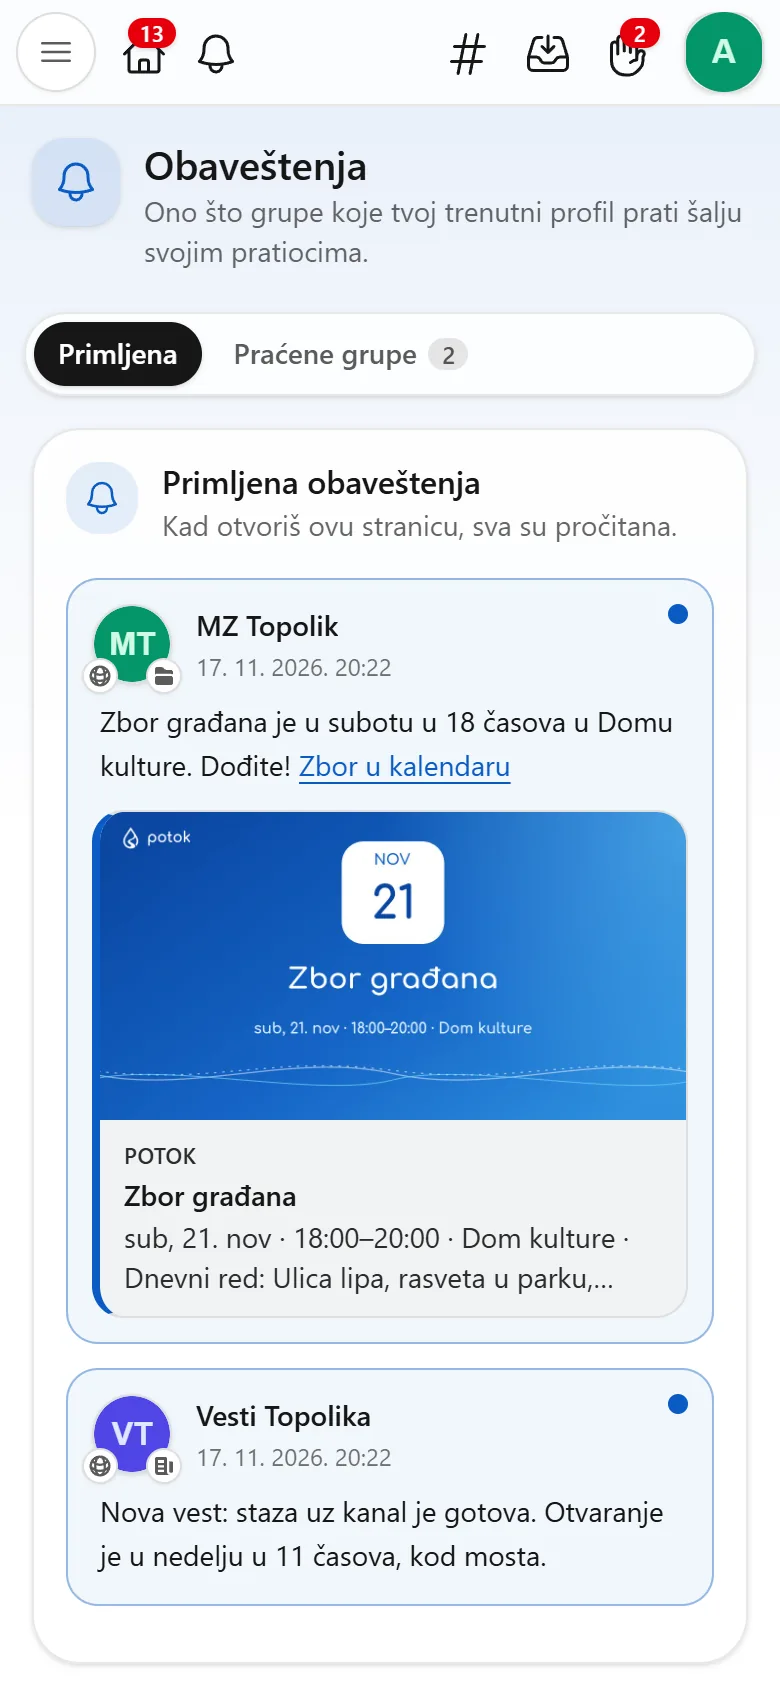 13
2
A
Obaveštenja
Ono što grupe koje tvoj trenutni profil prati šalju
svojim pratiocima.
Primljena
Praćene grupe 2
Primljena obaveštenja
Kad otvoriš ovu stranicu, sva su pročitana.
MT
MZ Topolik
17. 11. 2026. 20:22
Zbor građana je u subotu u 18 časova u Domu
kulture. Dođite! Zbor u kalendaru
potok
NOV
21
Zbor građana
sub, 21. nov · 18:00–20:00 · Dom kulture
POTOK
Zbor građana
sub, 21. nov · 18:00–20:00 · Dom kulture ·
Dnevni red: Ulica lipa, rasveta u parku,...
VT
Vesti Topolika
17. 11. 2026. 20:22
Nova vest: staza uz kanal je gotova. Otvaranje
je u nedelju u 11 časova, kod mosta.